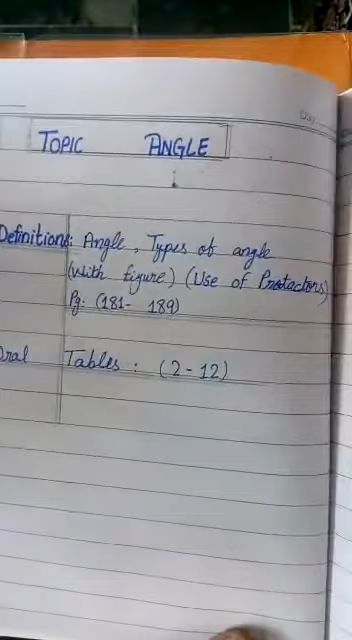 TOPIC ANGLE
Definitions: Angle, Types of angle
(With figure) (Use of Protactors)
Pg: (181- 189)
Oral Tables : (2-12)